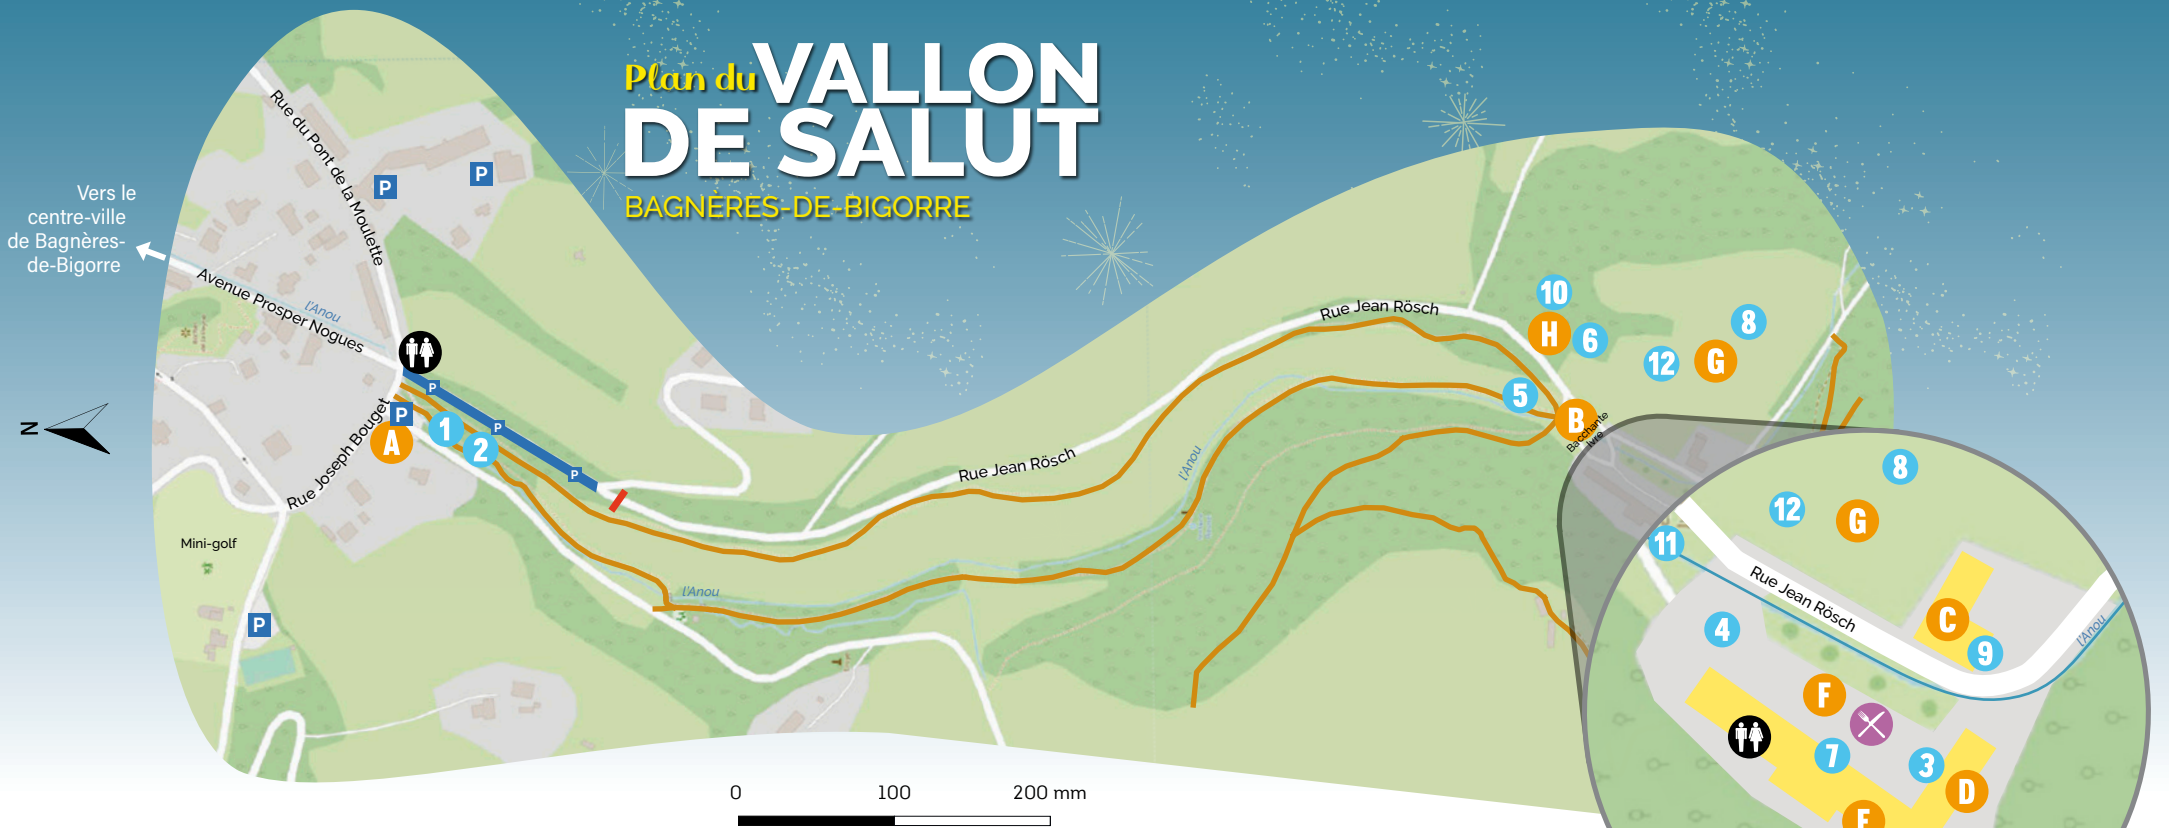 Plan du VALLON
DE SALUT
BAGNÈRES-DE-BIGORRE
Vers le
centre-ville
de Bagnères-
de-Bigorre
Rue du Pont de la Moulette
P
P
Avenue Prosper Nogues
l'Anou
P
P
P
P
Rue Joseph Bouget
A
1
2
N
Mini-golf
P
Rue Jean Rösch
Rue Jean Rösch
l'Anou
l'Anou
10
H
6
8
12
G
5
B
Bacchante
Ivre
8
12
G
11
Rue Jean Rösch
C
9
l'Anou
4
F
7
3
D
E
0 100 200 mm